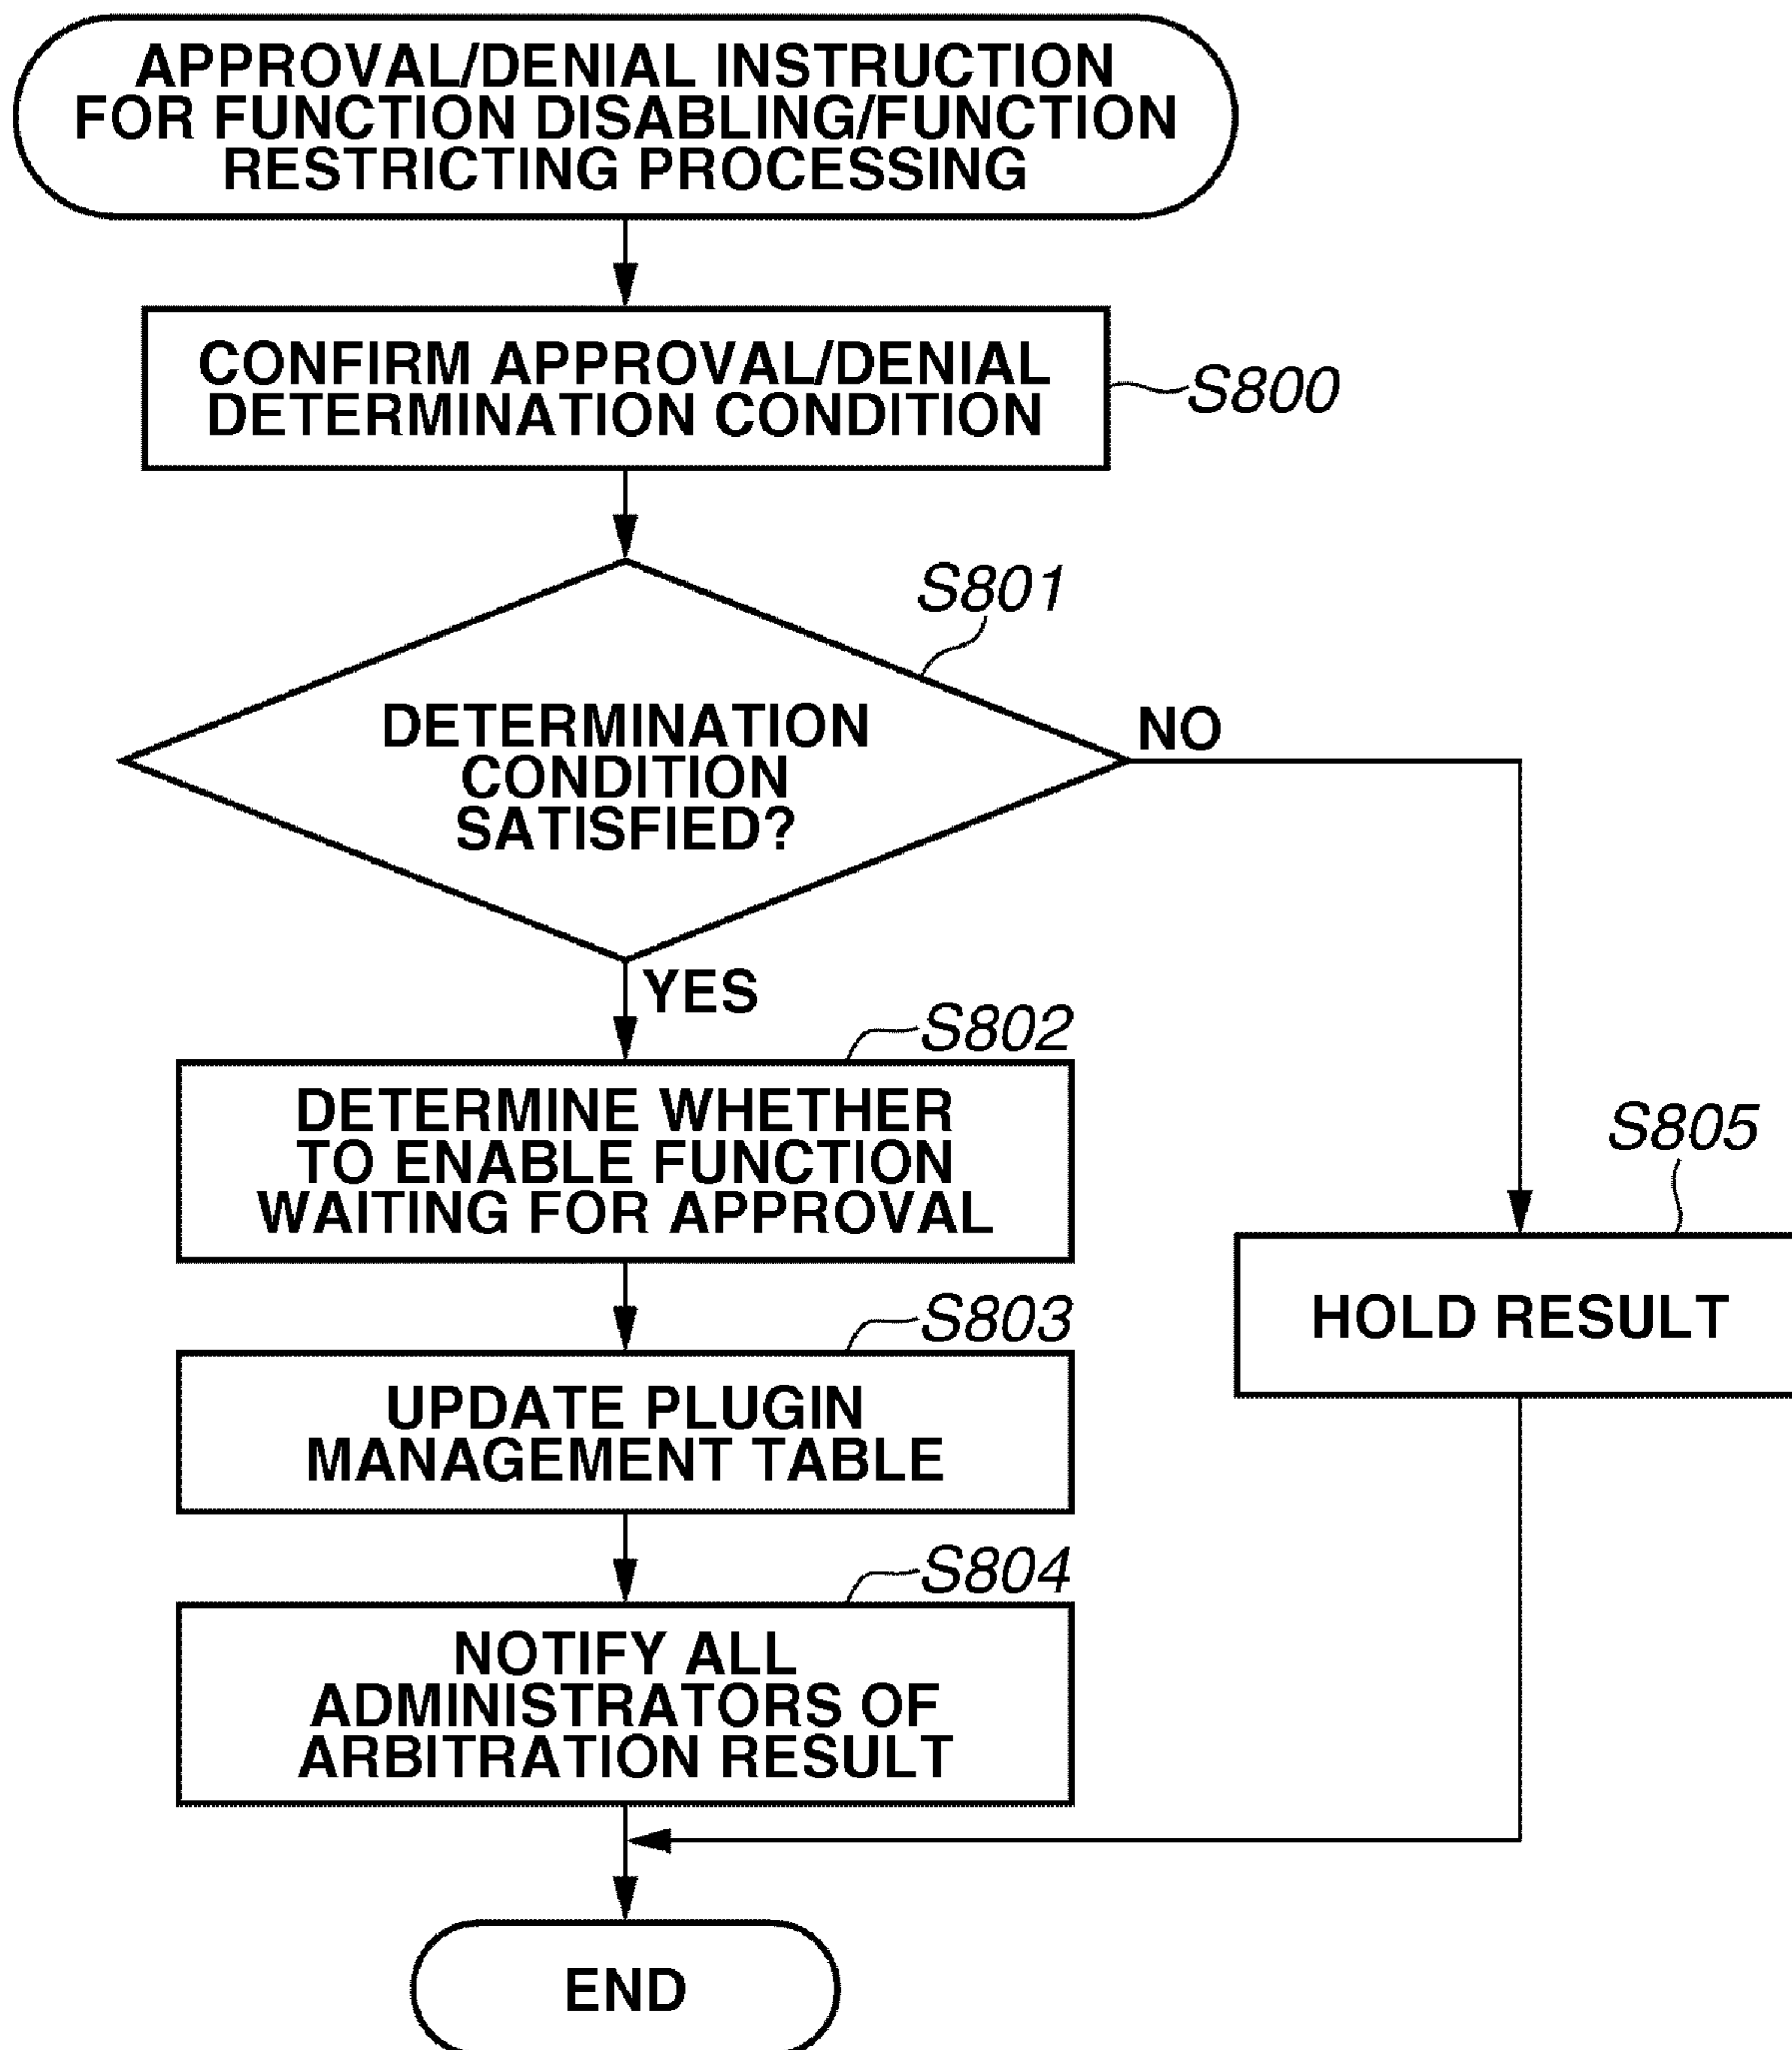 APPROVAL/DENIAL INSTRUCTION
FOR FUNCTION DISABLING/FUNCTION
RESTRICTING PROCESSING
CONFIRM APPROVAL/DENIAL
DETERMINATION CONDITION
S800
S801
DETERMINATION
CONDITION
SATISFIED?
NO
YES
S802
DETERMINE WHETHER
TO ENABLE FUNCTION
WAITING FOR APPROVAL
S805
HOLD RESULT
S803
UPDATE PLUGIN
MANAGEMENT TABLE
S804
NOTIFY ALL
ADMINISTRATORS OF
ARBITRATION RESULT
END